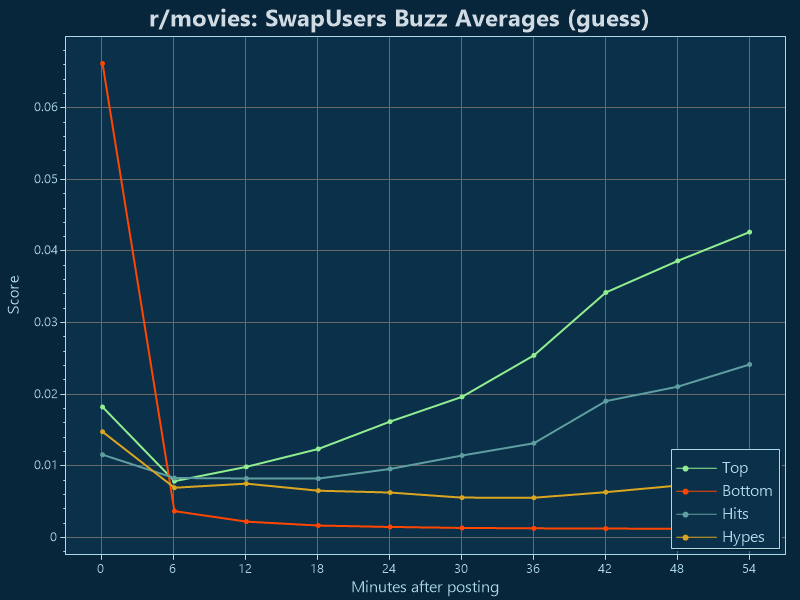 r/movies: SwapUsers Buzz Averages (guess)
0.06
0.05
0.04
0.03
0.02
0.01
0
Score
Top
Bottom
Hits
Hypes
0 6 12 18 24 30 36 42 48 54
Minutes after posting